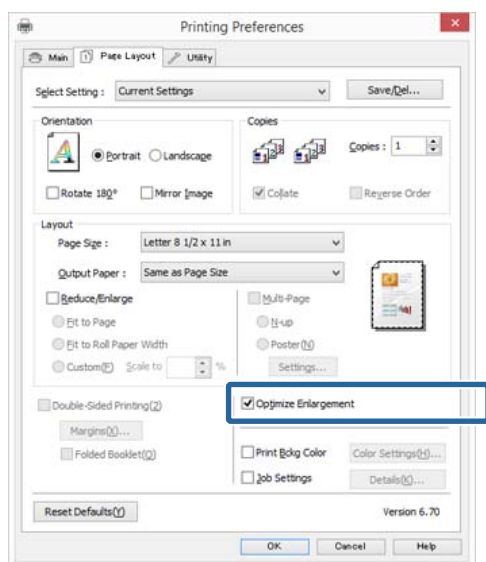 Printing Preferences
Main Page Layout Utility
Select Setting : Current Settings Save/Del...
Orientation Copies
Portrait Landscape Copies : 1
Rotate 180° Mirror Image Collate Reverse Order
Layout
Page Size : Letter 8 1/2 x 11 in
Output Paper : Same as Page Size
Reduce/Enlarge Multi-Page
Fit to Page N-up
Fit to Roll Paper Width Poster(N)
Custom(F) Scale to % Settings...
Double-Sided Printing(2) Optimize Enlargement
Margins(X)...
Folded Booklet(Q) Print Bckg Color Color Settings(H)...
Job Settings Details(K)...
Reset Defaults(Y) Version 6.70
OK Cancel Help